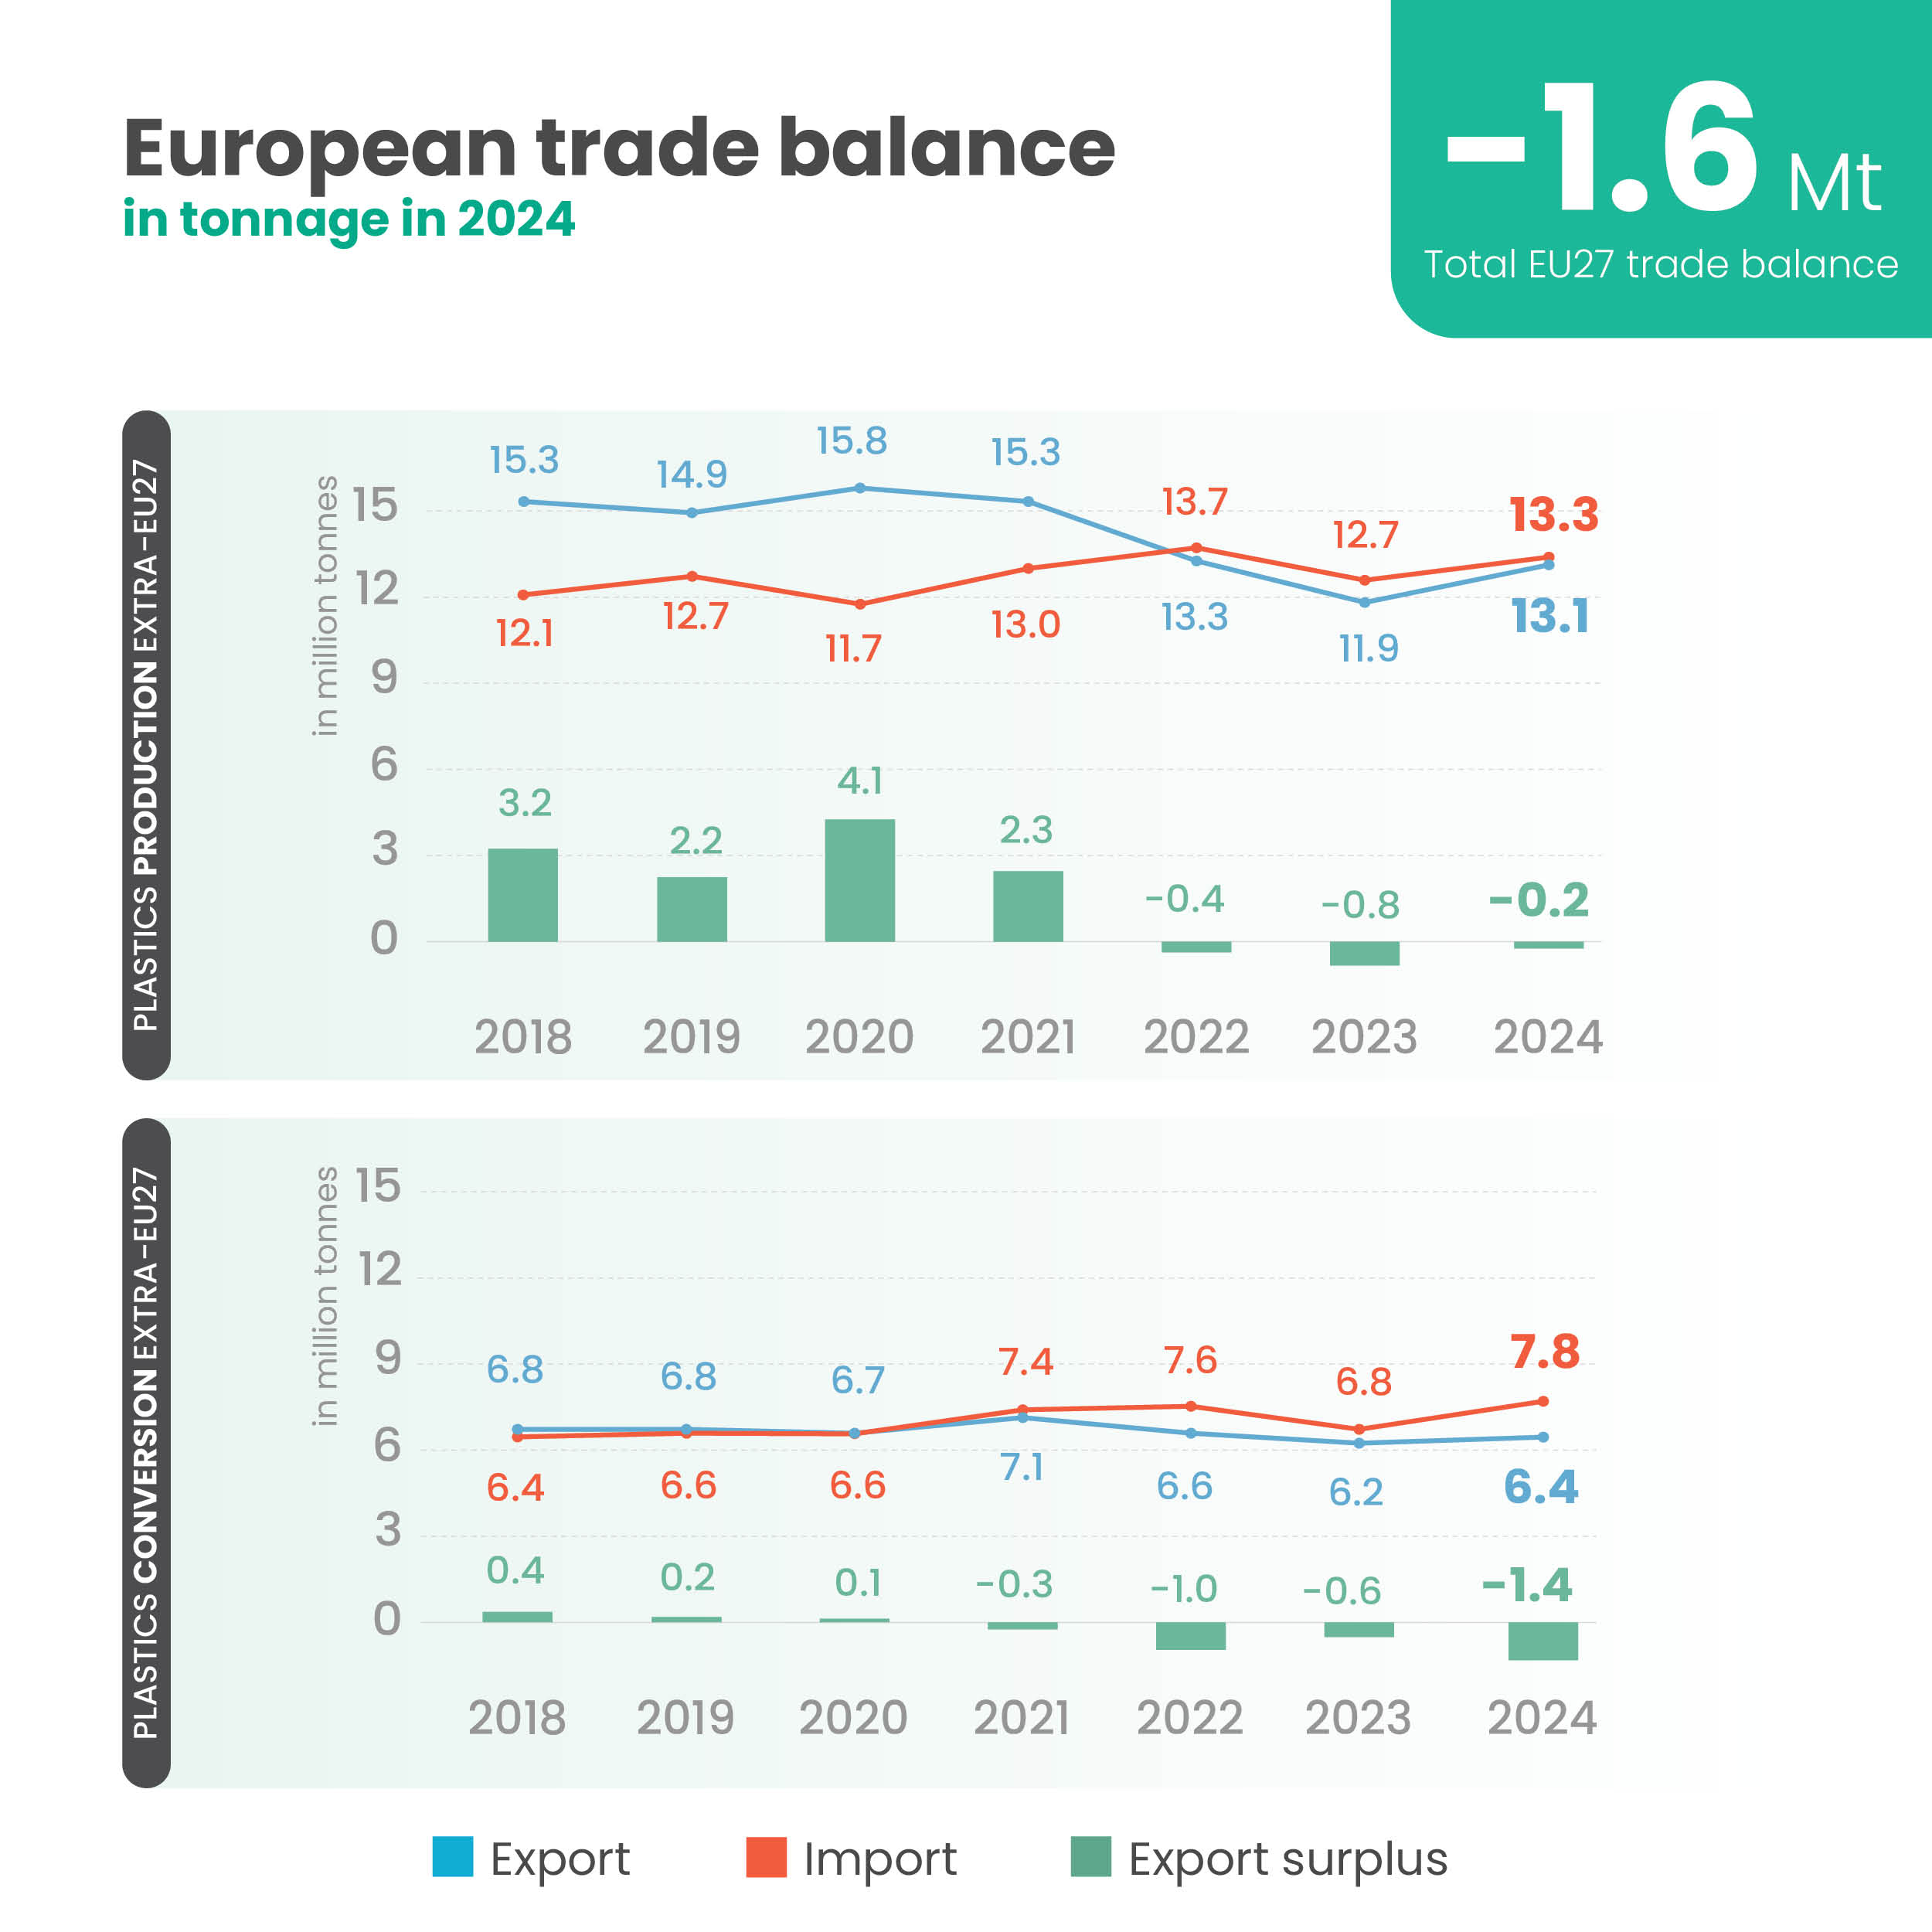 European trade balance
in tonnage in 2024
-1.6 Mt
Total EU27 trade balance
PLASTICS PRODUCTION EXTRA-EU27
in million tonnes
15
12
9
6
3
0
15.3 14.9 15.8 15.3 13.7 12.7 13.3
12.1 12.7 11.7 13.0 13.3 11.9 13.1
3.2 2.2 4.1 2.3 -0.4 -0.8 -0.2
2018 2019 2020 2021 2022 2023 2024
PLASTICS CONVERSION EXTRA-EU27
in million tonnes
15
12
9
6
3
0
6.8 6.8 6.7 7.4 7.6 6.8 7.8
6.4 6.6 6.6 7.1 6.6 6.2 6.4
0.4 0.2 0.1 -0.3 -1.0 -0.6 -1.4
2018 2019 2020 2021 2022 2023 2024
Export Import Export surplus